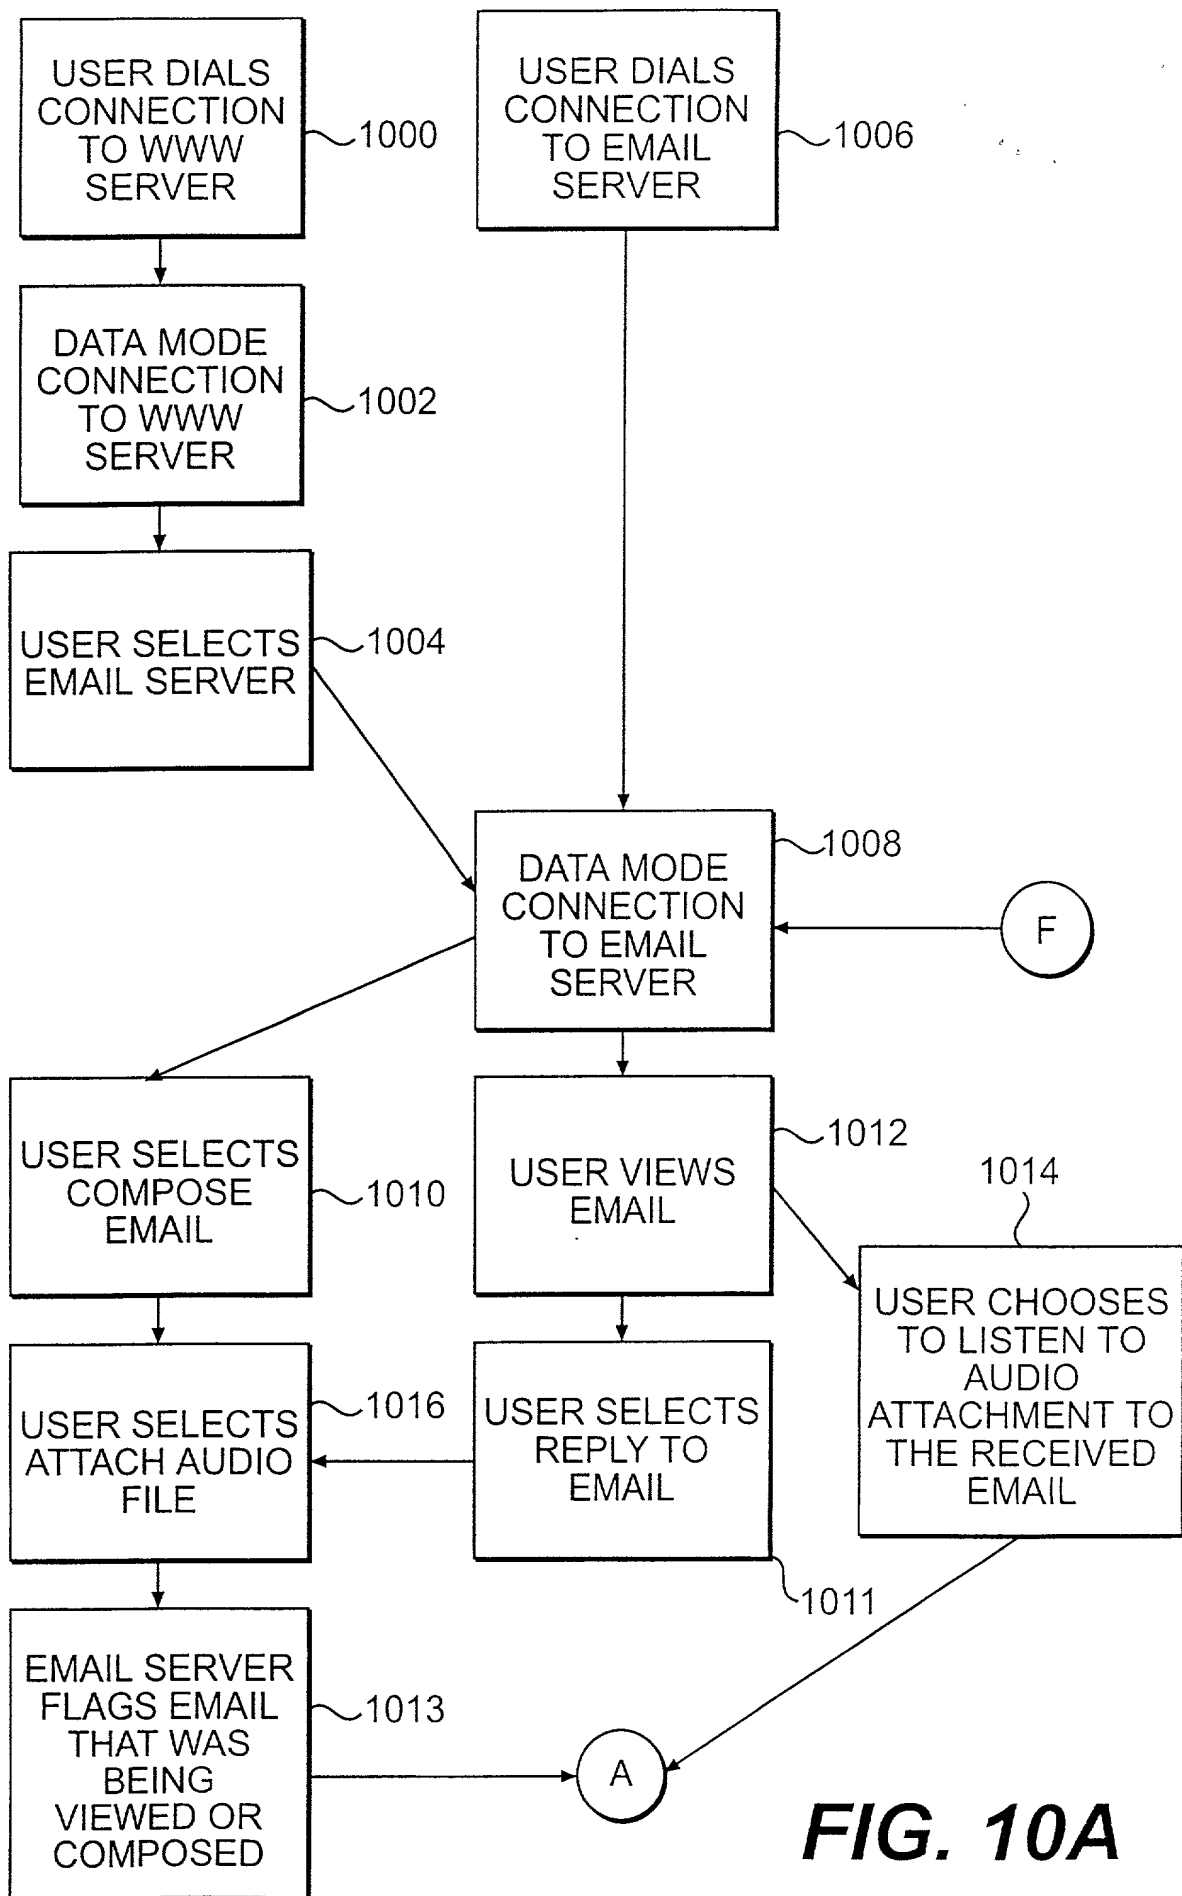 USER DIALS
CONNECTION
TO WWW
SERVER
1000
USER DIALS
CONNECTION
TO EMAIL
SERVER
1006
DATA MODE
CONNECTION
TO WWW
SERVER
1002
USER SELECTS
EMAIL SERVER
1004
DATA MODE
CONNECTION
TO EMAIL
SERVER
1008
F
USER SELECTS
COMPOSE
EMAIL
1010
USER VIEWS
EMAIL
1012
1014
USER CHOOSES
TO LISTEN TO
AUDIO
ATTACHMENT TO
THE RECEIVED
EMAIL
USER SELECTS
ATTACH AUDIO
FILE
1016
USER SELECTS
REPLY TO
EMAIL
1011
EMAIL SERVER
FLAGS EMAIL
THAT WAS
BEING
VIEWED OR
COMPOSED
1013
A
FIG. 10A